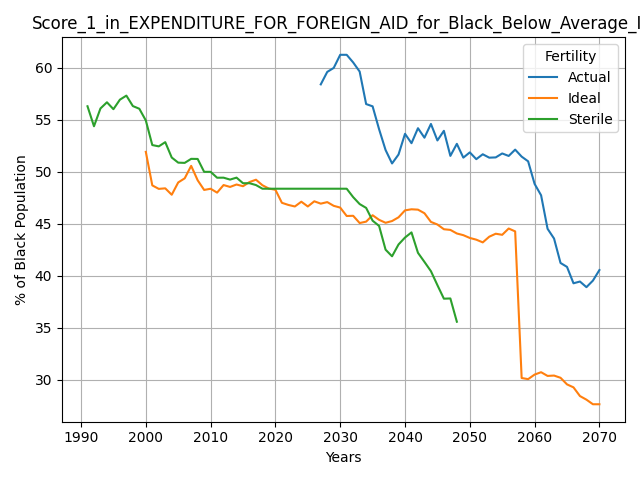 Score_1_in_EXPENDITURE_FOR_FOREIGN_AID_for_Black_Below_Average_I
Fertility
Actual
Ideal
Sterile
% of Black Population
60
55
50
45
40
35
30
1990 2000 2010 2020 2030 2040 2050 2060 2070
Years